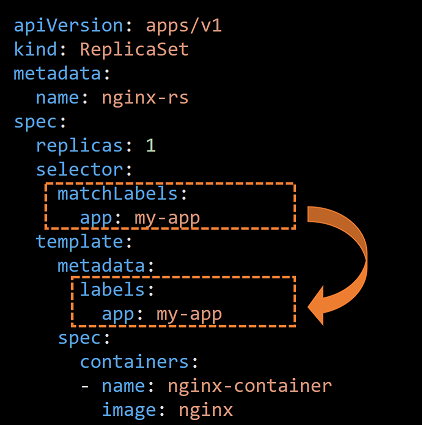 apiVersion: apps/v1
kind: ReplicaSet
metadata:
  name: nginx-rs
spec:
  replicas: 1
  selector:
    matchLabels:
      app: my-app
  template:
    metadata:
      labels:
        app: my-app
    spec:
      containers:
      - name: nginx-container
        image: nginx